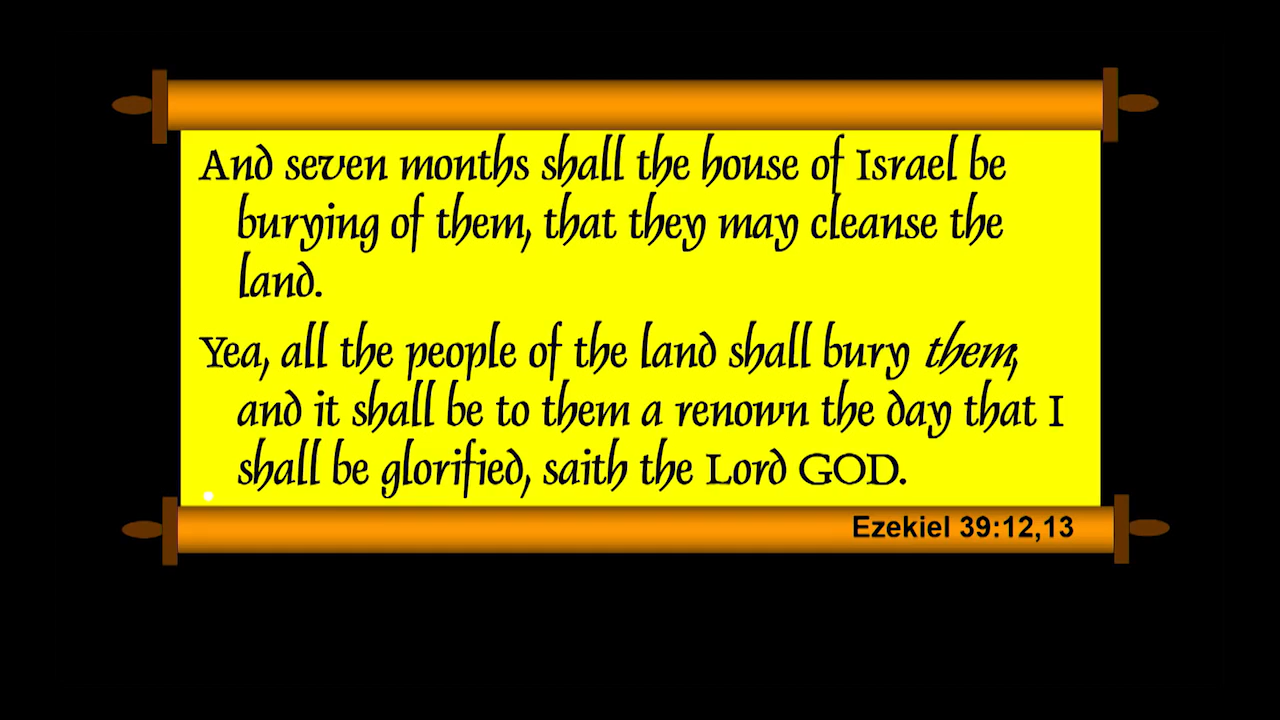 And seven months shall the house of Israel be
burying of them, that they may cleanse the
land.
Yea, all the people of the land shall bury them;
and it shall be to them a renown the day that I
shall be glorified, saith the Lord GOD.
Ezekiel 39:12,13